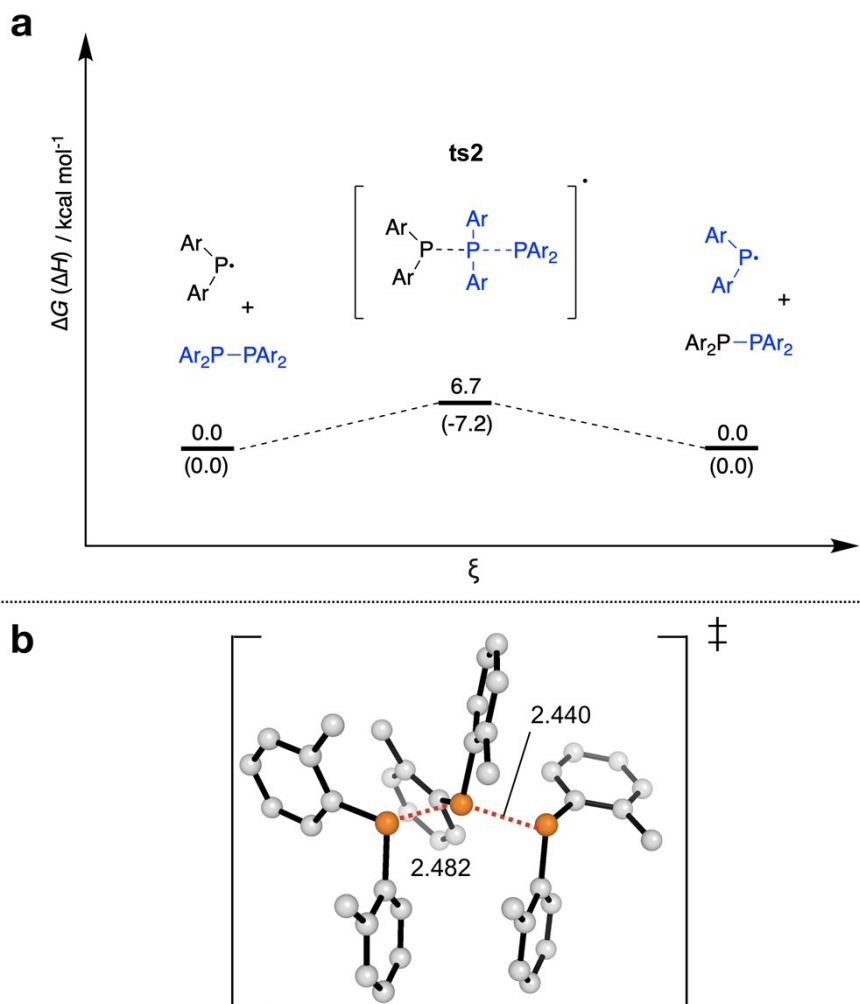 a
ΔG (ΔH) / kcal mol⁻¹
ts2
Ar
P•
Ar
+
Ar₂P–PAr₂
0.0
(0.0)
Ar
Ar
P
P
PAr₂
Ar
Ar
•
6.7
(-7.2)
Ar
P•
Ar
+
Ar₂P–PAr₂
0.0
(0.0)
ξ
b
‡
2.440
2.482